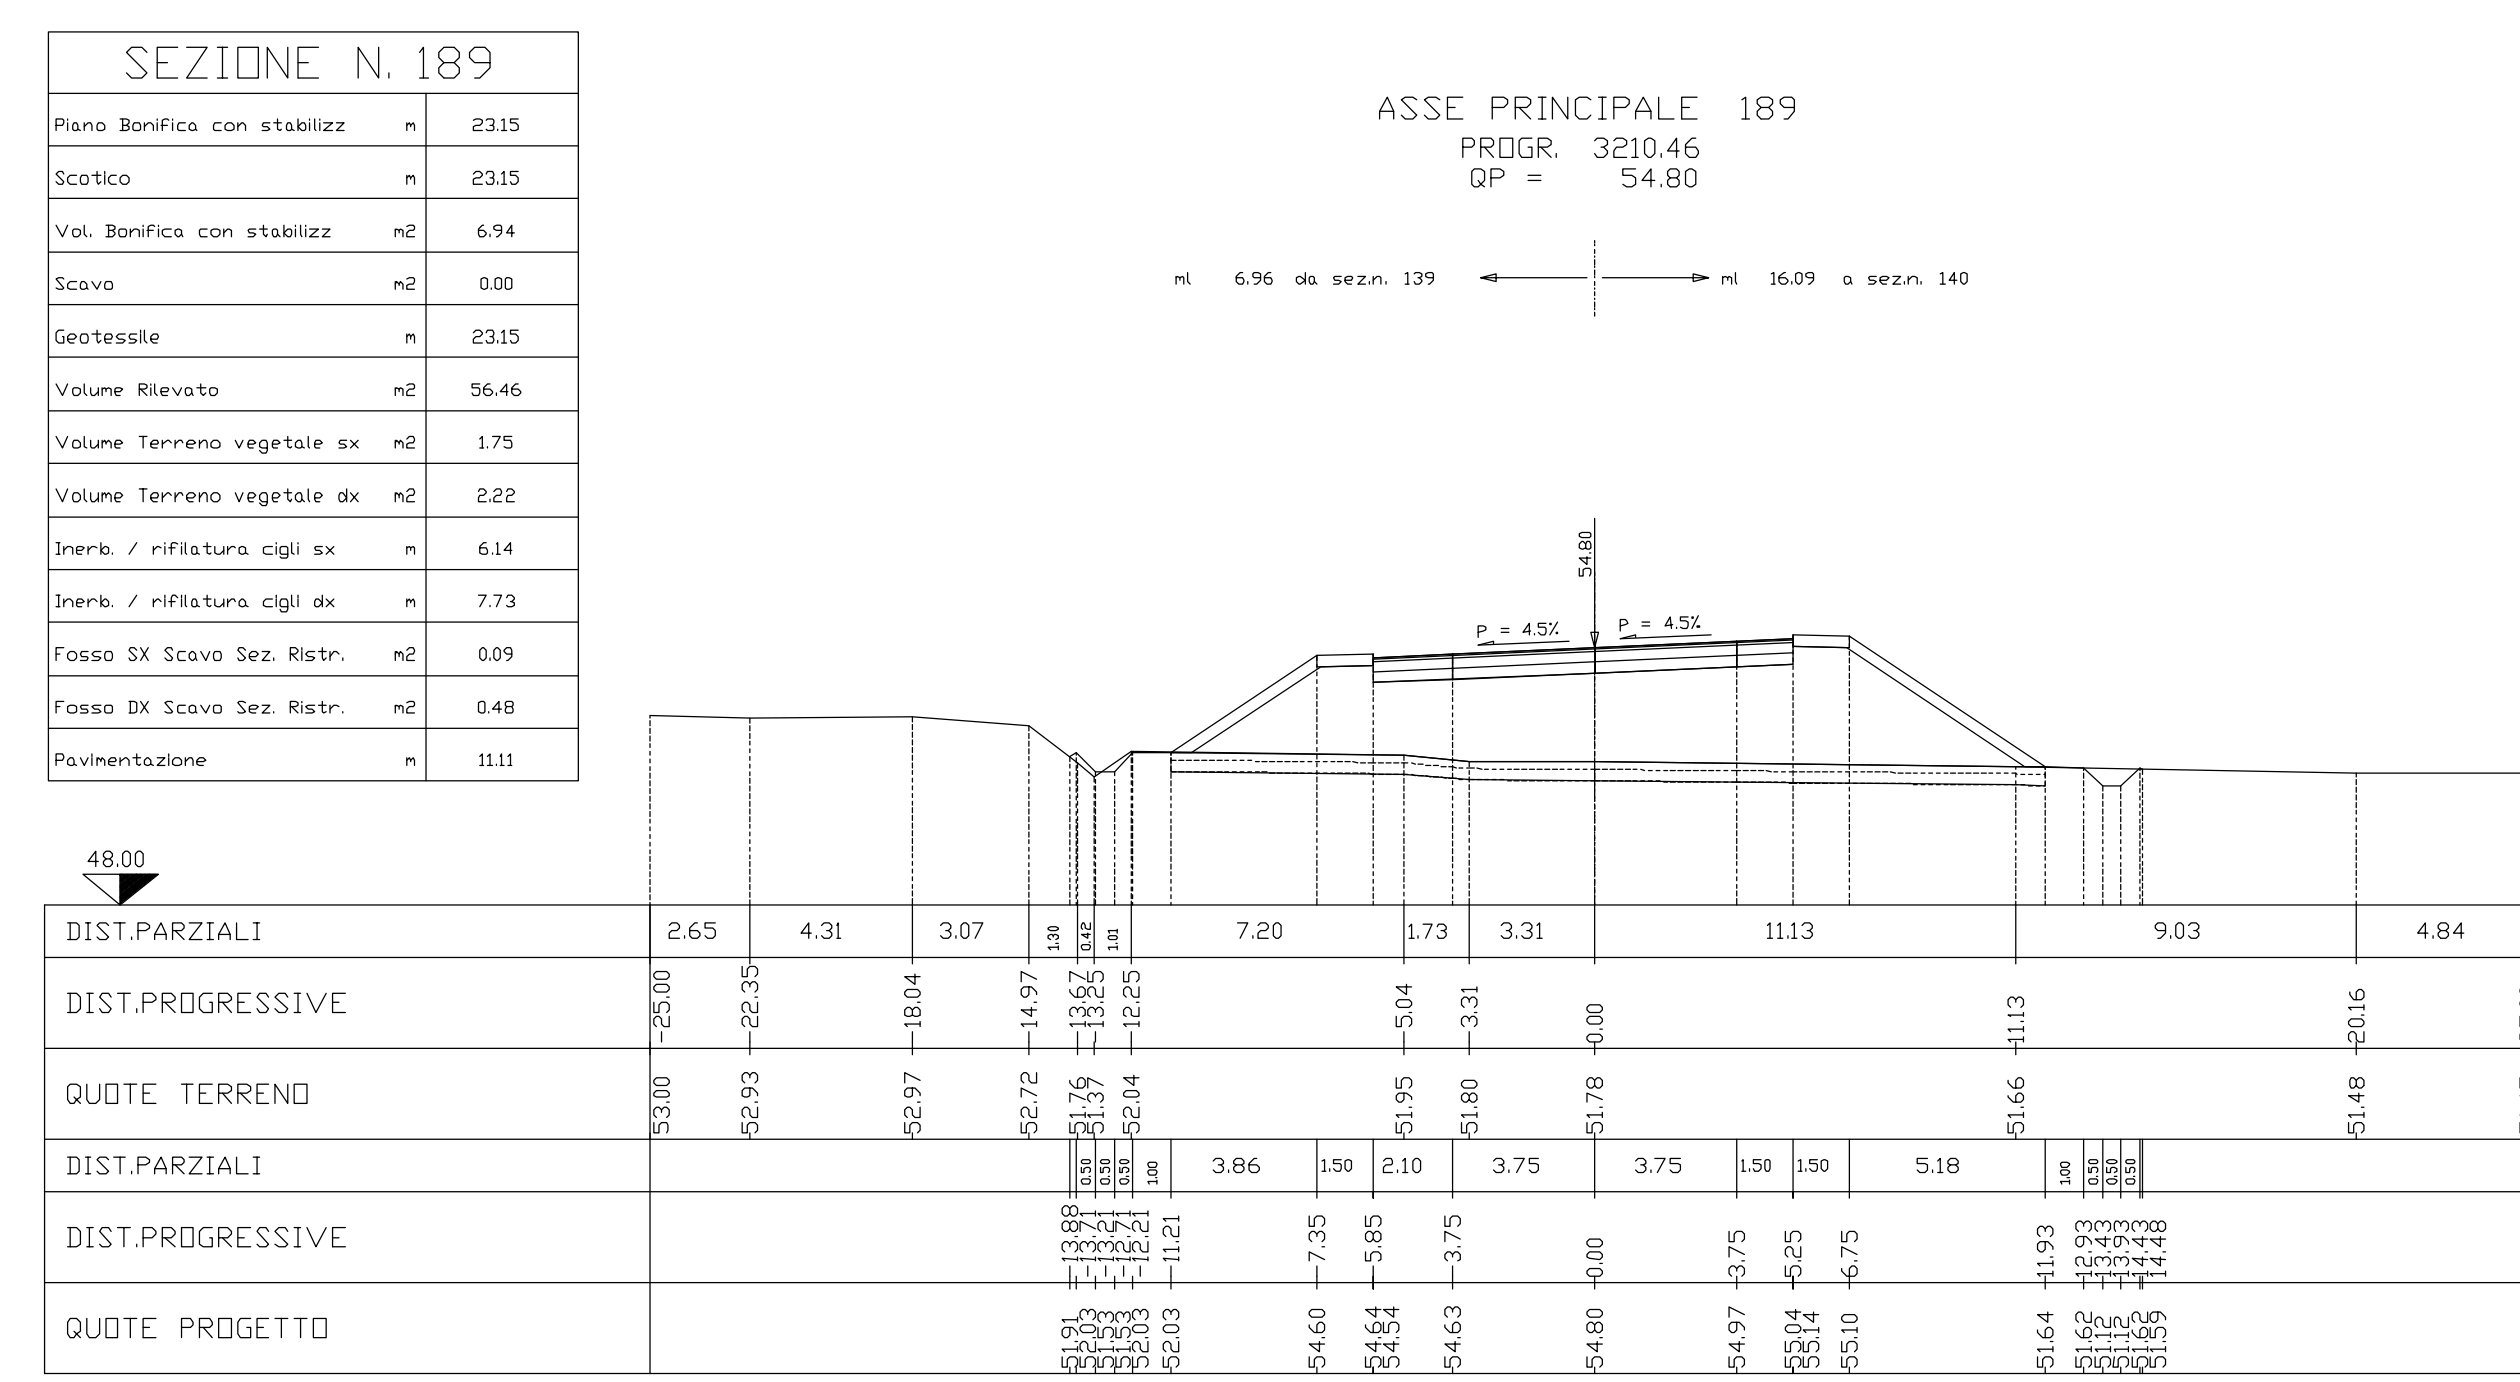 SEZIONE N. 189
Piano Bonifica con stabilizz m 23.15
Scotico m 23.15
Vol. Bonifica con stabilizz m2 6.94
Scavo m2 0.00
Geotessile m 23.15
Volume Rilevato m2 56.46
Volume Terreno vegetale sx m2 1.75
Volume Terreno vegetale dx m2 2.22
Inerb. / rifilatura cigli sx m 6.14
Inerb. / rifilatura cigli dx m 7.73
Fosso SX Scavo Sez. Ristr. m2 0.09
Fosso DX Scavo Sez. Ristr. m2 0.48
Pavimentazione m 11.11
ASSE PRINCIPALE 189
PROGR. 3210.46
QP = 54.80
ml 6.96 da sez.n. 139 ml 16.09 a sez.n. 140
54.80
P = 4.5% P = 4.5%
48.00
DIST.PARZIALI 2.65 4.31 3.07 1.30 0.42 1.01 7.20 1.73 3.31 11.13 9.03 4.84
DIST.PROGRESSIVE -25.00 -22.35 -18.04 -14.97 -13.67 -13.25 -12.25 -5.04 -3.31 0.00 11.13 20.16
QUOTE TERRENO 53.00 52.93 52.97 52.72 51.76 51.37 52.04 51.95 51.80 51.78 51.66 51.48
DIST.PARZIALI 0.50 0.50 0.50 1.00 3.86 1.50 2.10 3.75 3.75 1.50 1.50 5.18 1.00 0.50 0.50 0.50
DIST.PROGRESSIVE -13.88 -13.71 -13.21 -12.71 -12.21 -11.21 -7.35 -5.85 -3.75 0.00 3.75 5.25 6.75 11.93 12.93 13.43 13.93 14.43 14.48
QUOTE PROGETTO 51.91 52.03 51.53 51.53 52.03 52.03 54.60 54.64 54.54 54.63 54.80 54.97 55.04 55.14 55.10 51.64 51.62 51.12 51.12 51.62 51.59